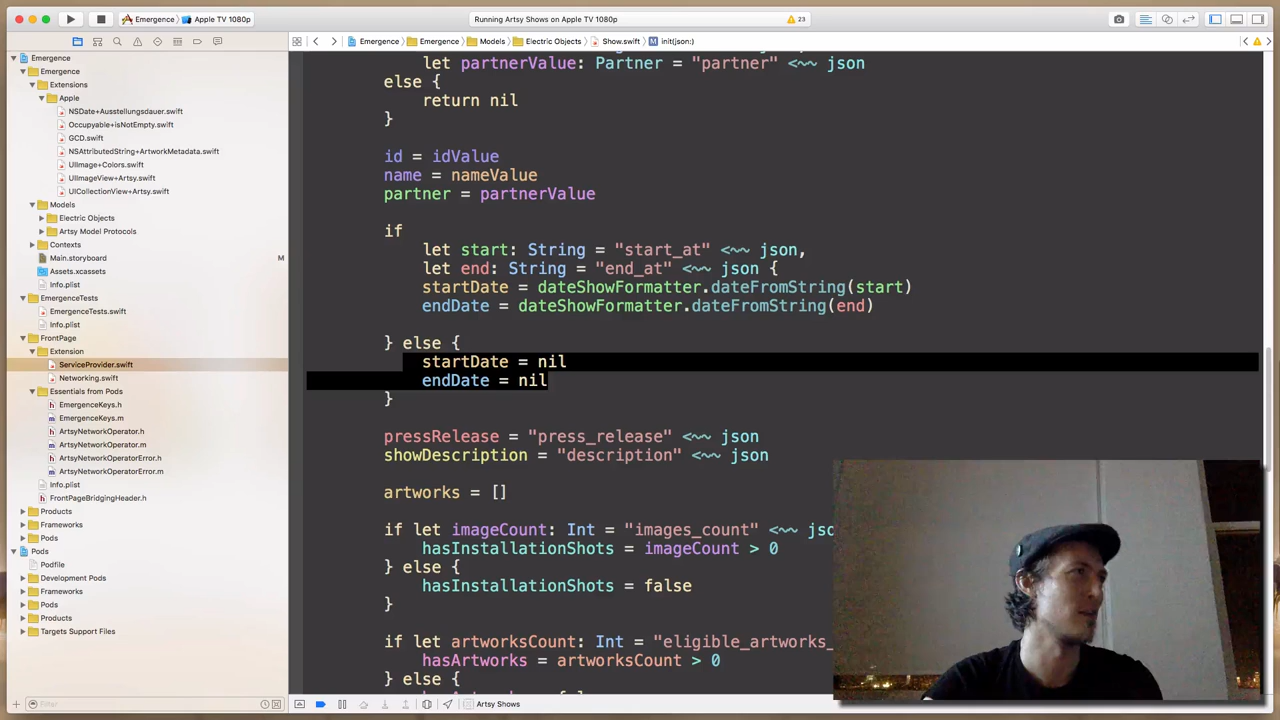 Emergence
Apple TV 1080p
Running Artsy Shows on Apple TV 1080p
23
Emergence
Emergence
Models
Electric Objects
Show.swift
M
init(json:)
Emergence
Emergence
Extensions
Apple
NSDate+Ausstellungsdauer.swift
Occupyable+isNotEmpty.swift
GCD.swift
NSAttributedString+ArtworkMetadata.swift
UIImage+Colors.swift
UIImageView+Artsy.swift
UICollectionView+Artsy.swift
Models
Electric Objects
Artsy Model Protocols
Contexts
Main.storyboard
M
Assets.xcassets
Info.plist
EmergenceTests
EmergenceTests.swift
Info.plist
FrontPage
Extension
ServiceProvider.swift
Networking.swift
Essentials from Pods
EmergenceKeys.h
EmergenceKeys.m
ArtsyNetworkOperator.h
ArtsyNetworkOperator.m
ArtsyNetworkOperatorError.h
ArtsyNetworkOperatorError.m
Info.plist
FrontPageBridgingHeader.h
Products
Frameworks
Pods
Pods
Podfile
Development Pods
Frameworks
Pods
Products
Targets Support Files
Filter
let partnerValue: Partner = "partner" <~~ json
else {
return nil
}
id = idValue
name = nameValue
partner = partnerValue
if
let start: String = "start_at" <~~ json,
let end: String = "end_at" <~~ json {
startDate = dateShowFormatter.dateFromString(start)
endDate = dateShowFormatter.dateFromString(end)
} else {
startDate = nil
endDate = nil
}
pressRelease = "press_release" <~~ json
showDescription = "description" <~~ json
artworks = []
if let imageCount: Int = "images_count" <~~ jso
hasInstallationShots = imageCount > 0
} else {
hasInstallationShots = false
}
if let artworksCount: Int = "eligible_artworks_
hasArtworks = artworksCount > 0
} else {
Artsy Shows